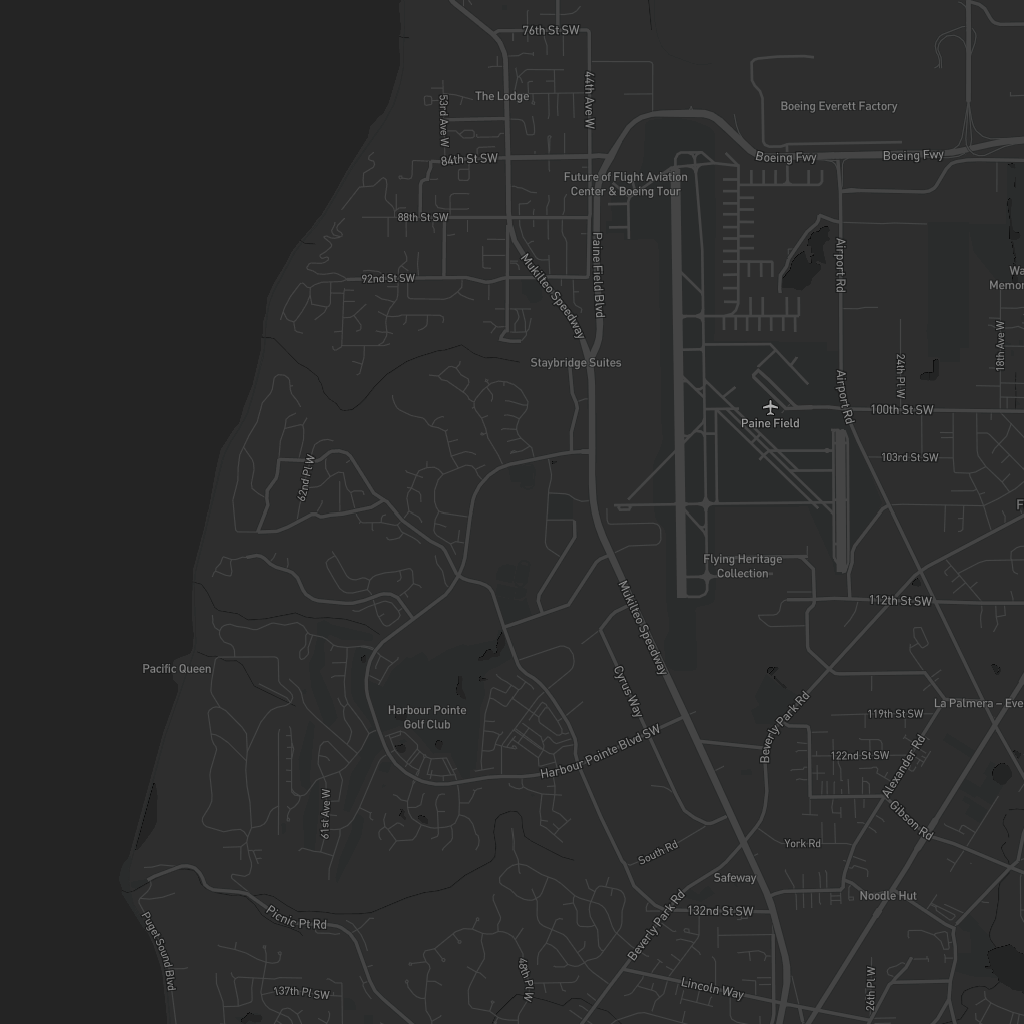 76th St SW
44th Ave W
The Lodge
53rd Ave W
Boeing Everett Factory
84th St SW
Boeing Fwy
Boeing Fwy
Future of Flight Aviation
Center & Boeing Tour
88th St SW
Paine Field Blvd
Airport Rd
92nd St SW
Mukilteo Speedway
18th Ave W
Staybridge Suites
24th Pl W
Airport Rd
100th St SW
Paine Field
103rd St SW
62nd Pl W
Flying Heritage
Collection
112th St SW
Mukilteo Speedway
Pacific Queen
Cyrus Way
Harbour Pointe
Golf Club
Beverly Park Rd
La Palmera – Eve
119th St SW
Harbour Pointe Blvd SW
122nd St SW
Alexander Rd
61st Ave W
Gibson Rd
South Rd
York Rd
Safeway
Noodle Hut
Picnic Pt Rd
132nd St SW
Beverly Park Rd
Puget Sound Blvd
48th Pl W
137th Pl SW
Lincoln Way
26th Pl W